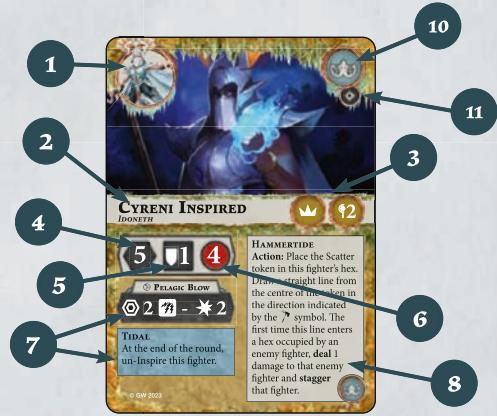 10
1
11
2
3
CYRENI INSPIRED
IDONETH
2
4
5 1 4
5
HAMMERTIDE
Action: Place the Scatter
token in this fighter's hex.
Draw a straight line from
the centre of the token in
the direction indicated
by the symbol. The
first time this line enters
a hex occupied by an
enemy fighter, deal 1
damage to that enemy
fighter and stagger
that fighter.
6
PELAGIC BLOW
2 - 2
7
TIDAL
At the end of the round,
un-Inspire this fighter.
8
© GW 2023